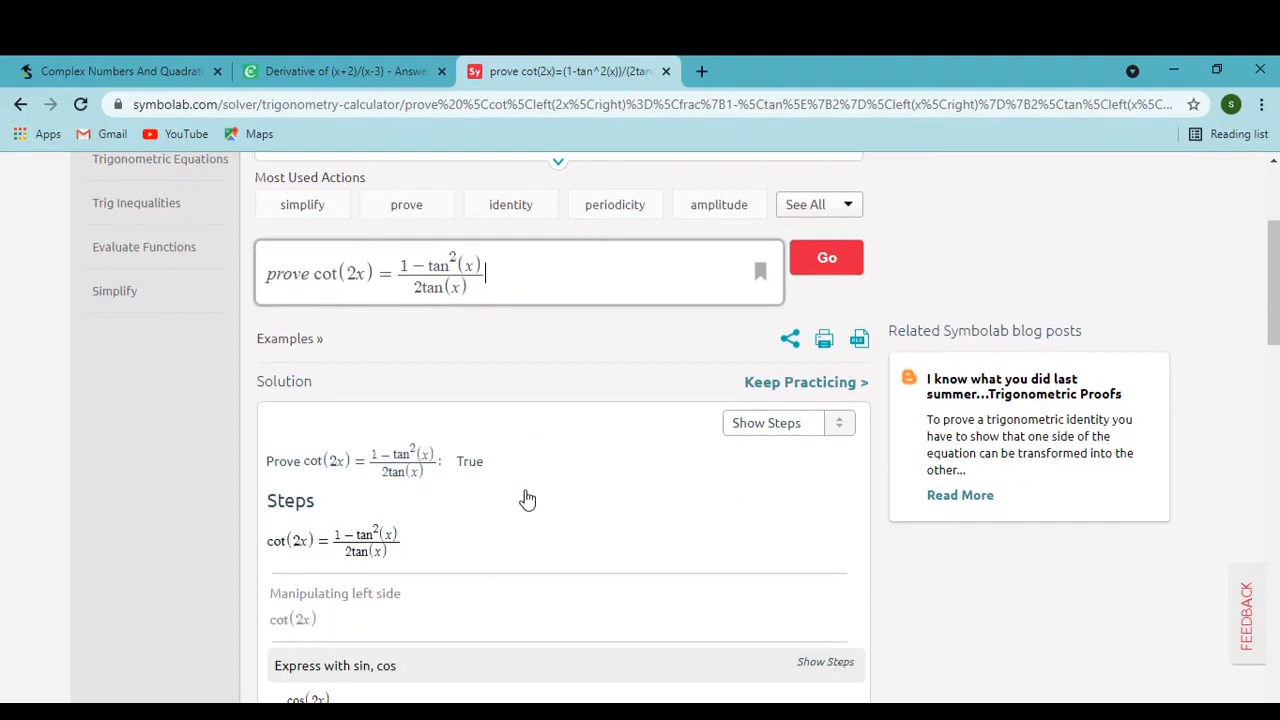 Complex Numbers And Quadrati
Derivative of (x+2)/(x-3) - Answe
Sy prove cot(2x)=(1-tan^2(x))/(2tan
symbolab.com/solver/trigonometry-calculator/prove%20%5Ccot%5Cleft(2x%5Cright)%3D%5Cfrac%7B1-%5Ctan%5E%7B2%7D%5Cleft(x%5Cright)%7D%7B2%5Ctan%5Cleft(x%5C...
S
Apps Gmail YouTube Maps Reading list
Trigonometric Equations
Trig Inequalities
Evaluate Functions
Simplify
Most Used Actions
simplify prove identity periodicity amplitude See All
prove cot(2x) = (1 − tan²(x))/(2tan(x))
Go
Examples »
Solution
Keep Practicing >
Show Steps
Prove cot(2x) = (1 − tan²(x))/(2tan(x)): True
Steps
cot(2x) = (1 − tan²(x))/(2tan(x))
Manipulating left side
cot(2x)
Express with sin, cos
Show Steps
cos(2x)
Related Symbolab blog posts
I know what you did last
summer...Trigonometric Proofs
To prove a trigonometric identity you
have to show that one side of the
equation can be transformed into the
other...
Read More
FEEDBACK